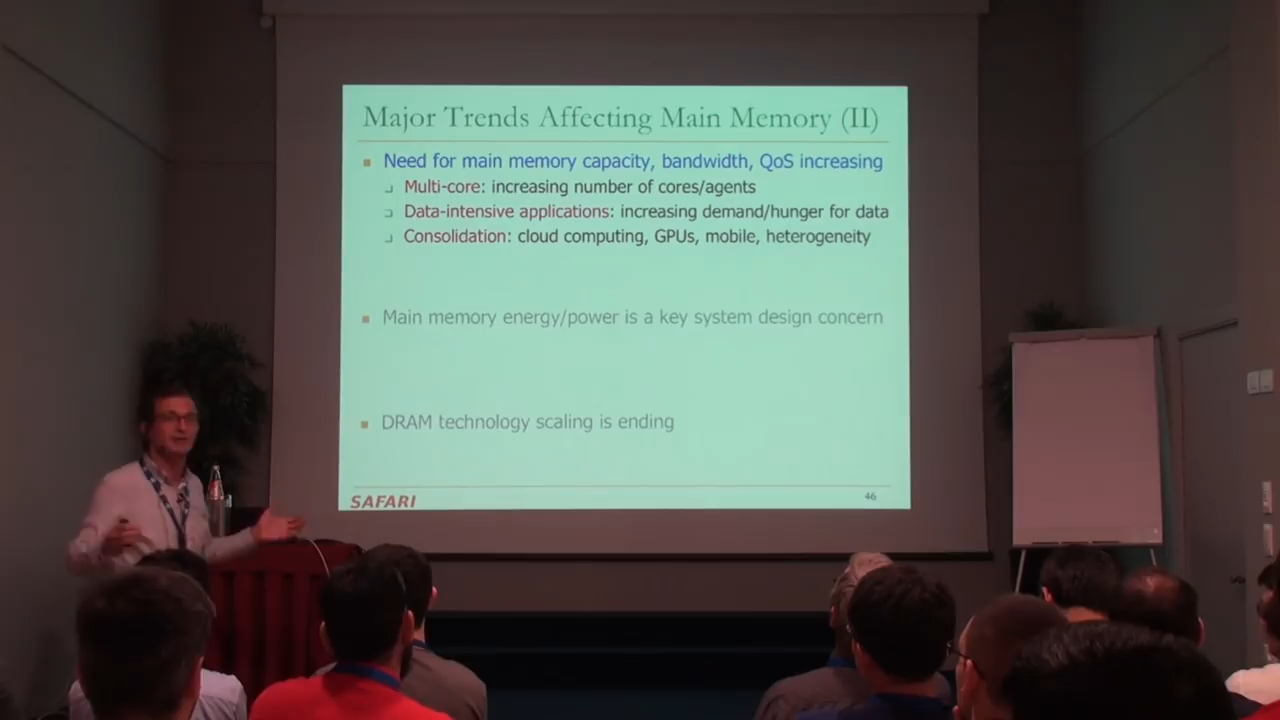 Major Trends Affecting Main Memory (II)
Need for main memory capacity, bandwidth, QoS increasing
Multi-core: increasing number of cores/agents
Data-intensive applications: increasing demand/hunger for data
Consolidation: cloud computing, GPUs, mobile, heterogeneity
Main memory energy/power is a key system design concern
DRAM technology scaling is ending
SAFARI
46